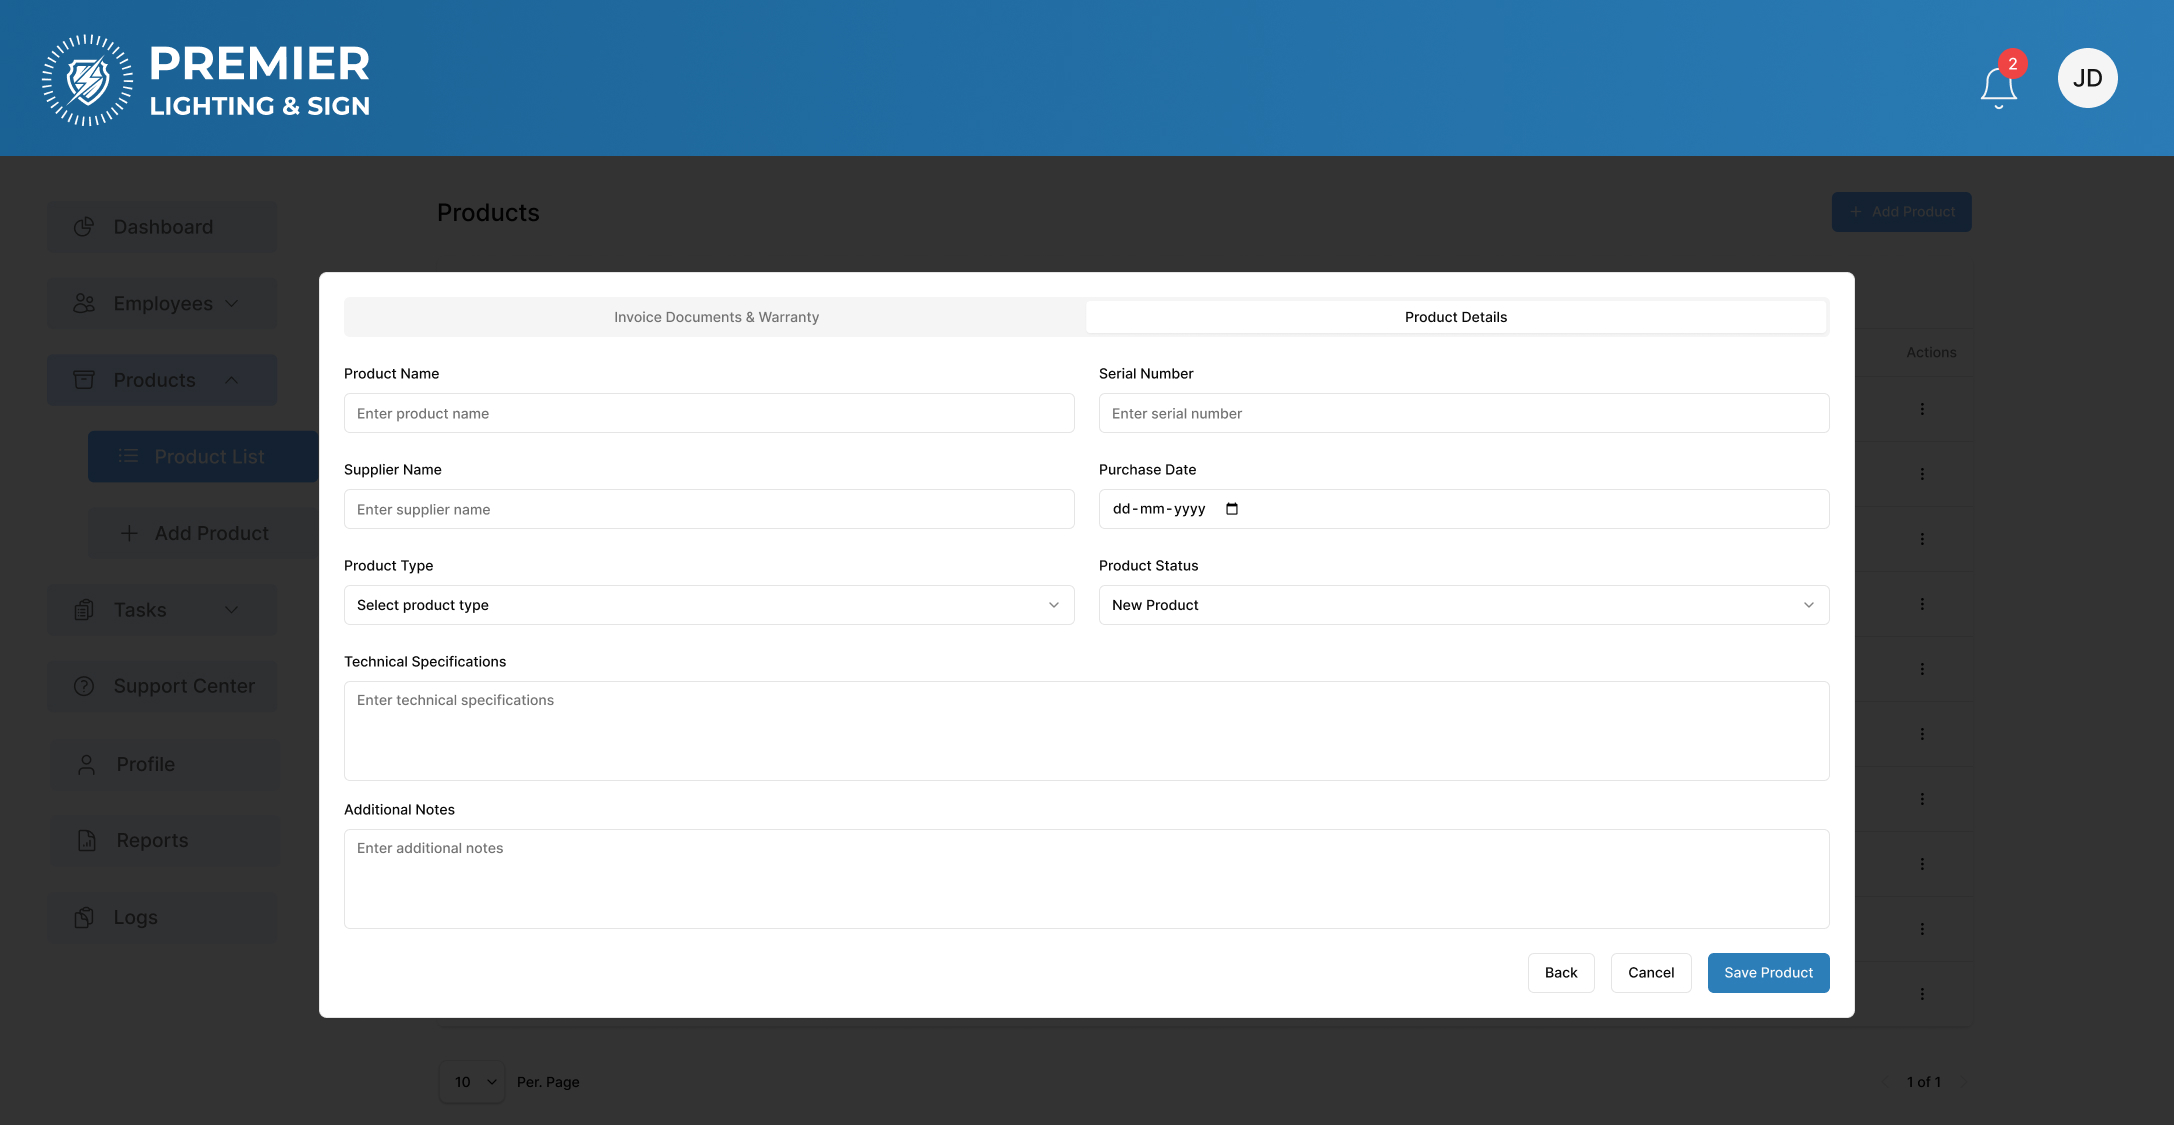 PREMIER
LIGHTING & SIGN
2
JD
Dashboard
Employees
Products
Product List
Add Product
Tasks
Support Center
Profile
Reports
Logs
Products
+ Add Product
Actions
Invoice Documents & Warranty
Product Details
Product Name
Serial Number
Enter product name
Enter serial number
Supplier Name
Purchase Date
Enter supplier name
dd-mm-yyyy
Product Type
Product Status
Select product type
New Product
Technical Specifications
Enter technical specifications
Additional Notes
Enter additional notes
Back
Cancel
Save Product
10
Per. Page
1 of 1